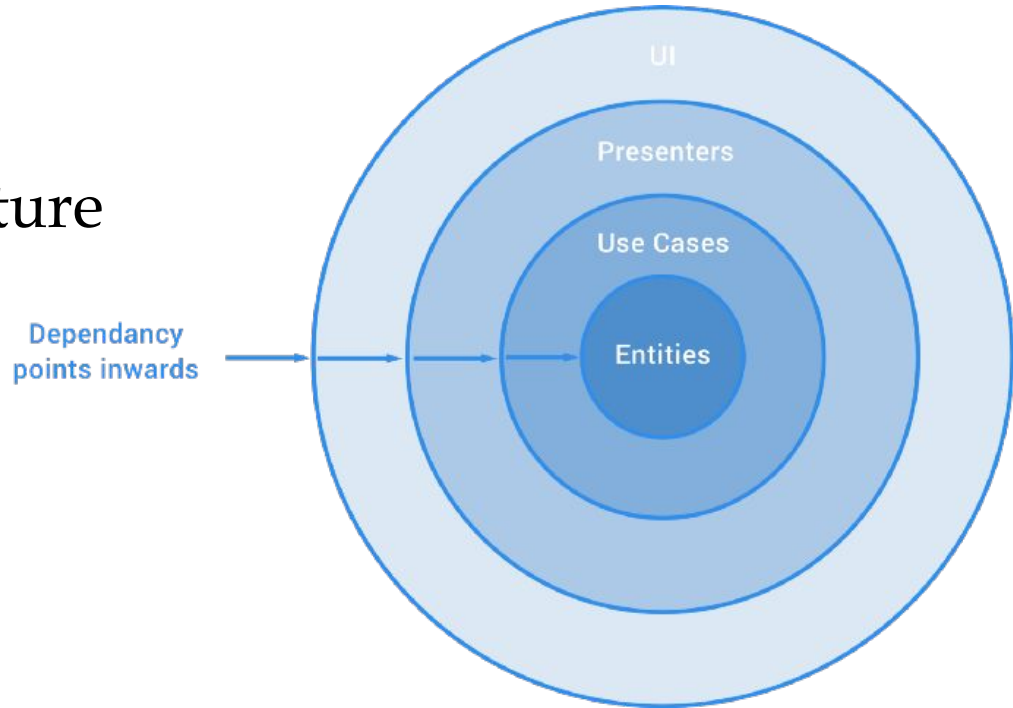 UI
Presenters
ture
Use Cases
Dependancy
points inwards
Entities